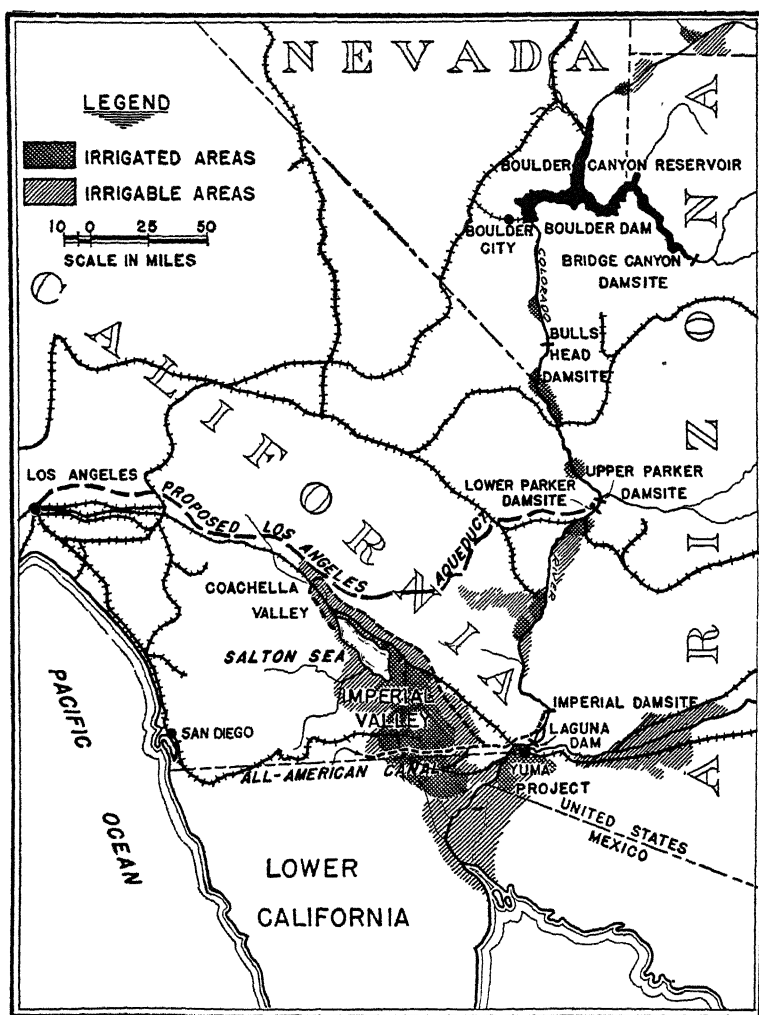 NEVADA
LEGEND
IRRIGATED AREAS
IRRIGABLE AREAS
10 0 25 50
SCALE IN MILES
BOULDER CANYON RESERVOIR
BOULDER CITY
BOULDER DAM
BRIDGE CANYON
DAMSITE
COLORADO
BULLS
HEAD
DAMSITE
CALIFORNIA
ARIZONA
LOS ANGELES
PROPOSED LOS ANGELES AQUEDUCT
LOWER PARKER
DAMSITE
UPPER PARKER
DAMSITE
RIVER
COACHELLA
VALLEY
SALTON SEA
IMPERIAL
VALLEY
IMPERIAL DAMSITE
LAGUNA
DAM
SAN DIEGO
ALL-AMERICAN CANAL
YUMA
PROJECT
UNITED STATES
MEXICO
PACIFIC
OCEAN
LOWER
CALIFORNIA